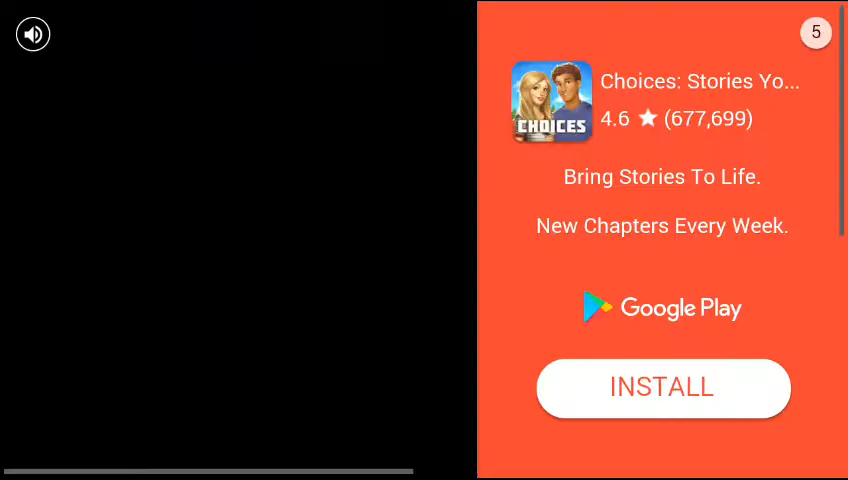 5
Choices: Stories Yo...
4.6 ★ (677,699)
CHOICES
Bring Stories To Life.
New Chapters Every Week.
Google Play
INSTALL